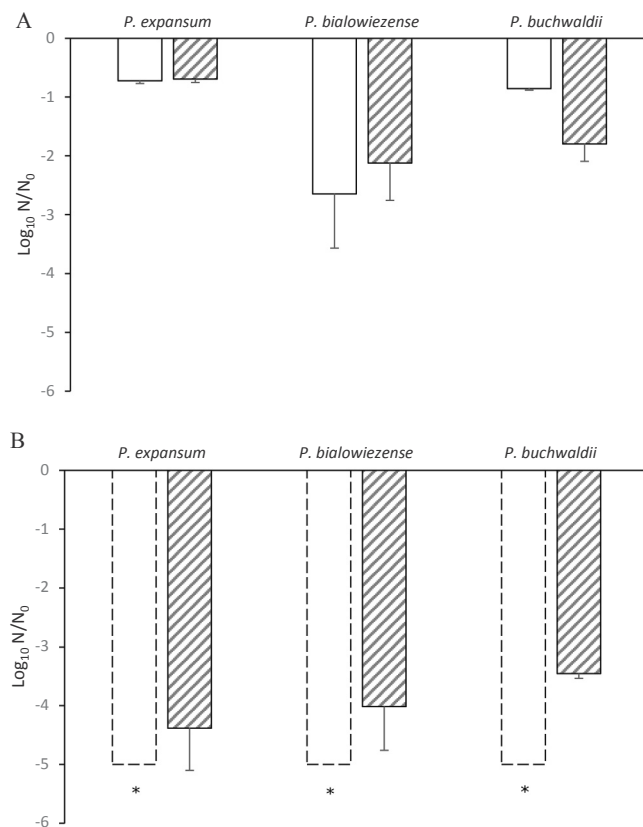 A
P. expansum P. bialowiezense P. buchwaldii
0
-1
-2
-3
-4
-5
-6
Log₁₀ N/N₀
B
P. expansum P. bialowiezense P. buchwaldii
0
-1
-2
-3
-4
-5
-6
Log₁₀ N/N₀
* * *